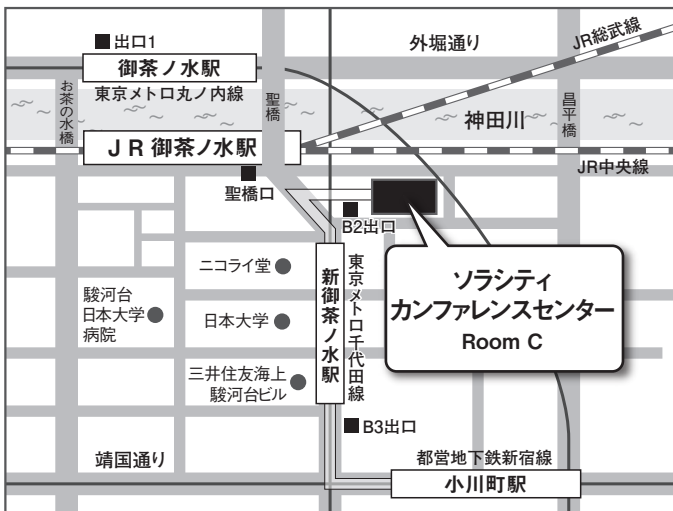 ■出口1
外堀通り
JR総武線
御茶ノ水駅
東京メトロ丸ノ内線
お茶の水橋
聖橋
神田川
昌平橋
JR御茶ノ水駅
JR中央線
聖橋口
B2出口
ニコライ堂
新御茶ノ水駅
東京メトロ千代田線
ソラシティ
カンファレンスセンター
Room C
駿河台
日本大学
病院
日本大学
三井住友海上
駿河台ビル
B3出口
靖国通り
都営地下鉄新宿線
小川町駅